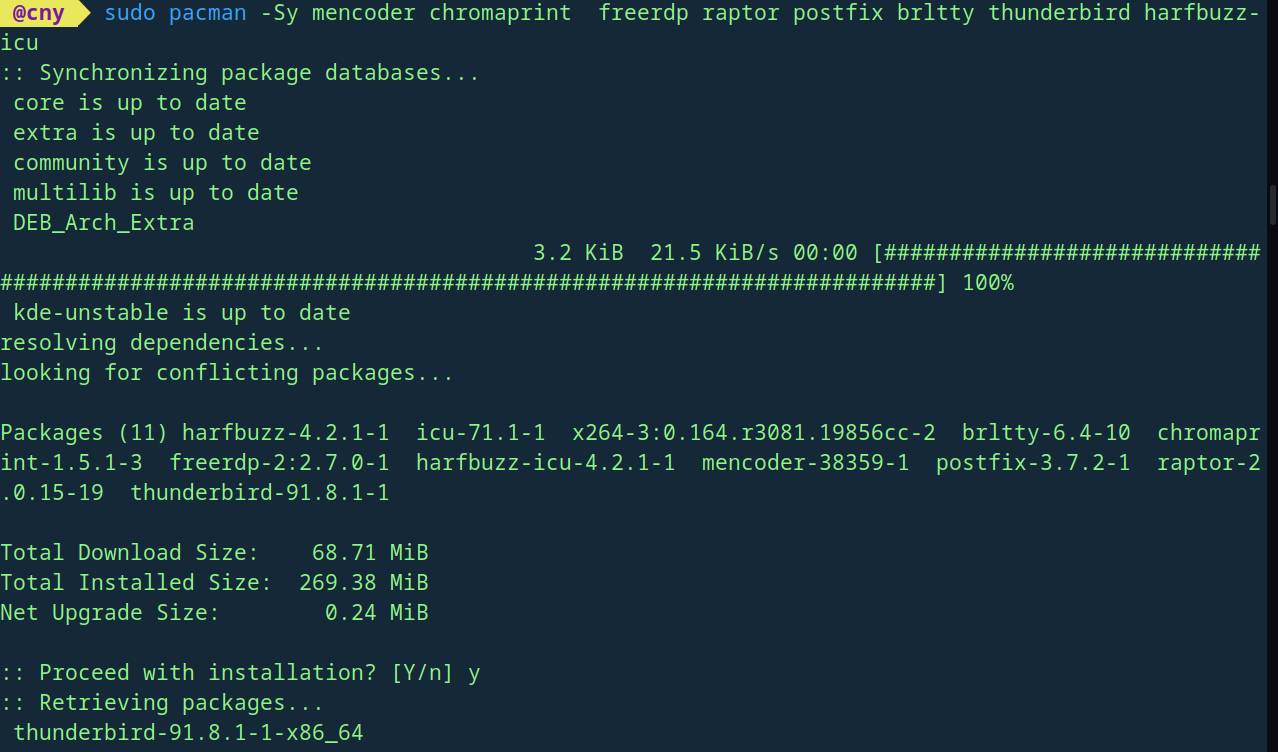 @cny sudo pacman -Sy mencoder chromaprint  freerdp raptor postfix brltty thunderbird harfbuzz-
icu
:: Synchronizing package databases...
core is up to date
extra is up to date
community is up to date
multilib is up to date
DEB_Arch_Extra
3.2 KiB  21.5 KiB/s 00:00 [#############################
########################################################################] 100%
kde-unstable is up to date
resolving dependencies...
looking for conflicting packages...
Packages (11) harfbuzz-4.2.1-1  icu-71.1-1  x264-3:0.164.r3081.19856cc-2  brltty-6.4-10  chromapr
int-1.5.1-3  freerdp-2:2.7.0-1  harfbuzz-icu-4.2.1-1  mencoder-38359-1  postfix-3.7.2-1  raptor-2
.0.15-19  thunderbird-91.8.1-1
Total Download Size:    68.71 MiB
Total Installed Size:  269.38 MiB
Net Upgrade Size:        0.24 MiB
:: Proceed with installation? [Y/n] y
:: Retrieving packages...
thunderbird-91.8.1-1-x86_64